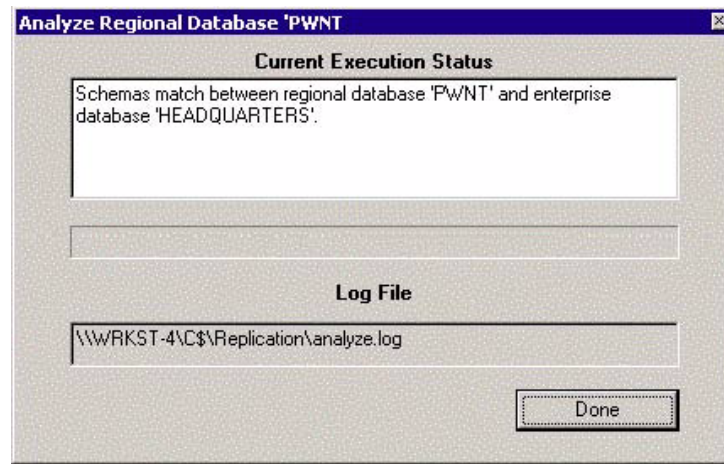 Analyze Regional Database 'PWNT
Current Execution Status
Schemas match between regional database 'PWNT' and enterprise
database 'HEADQUARTERS'.
Log File
\\WRKST-4\C$\Replication\analyze.log
Done